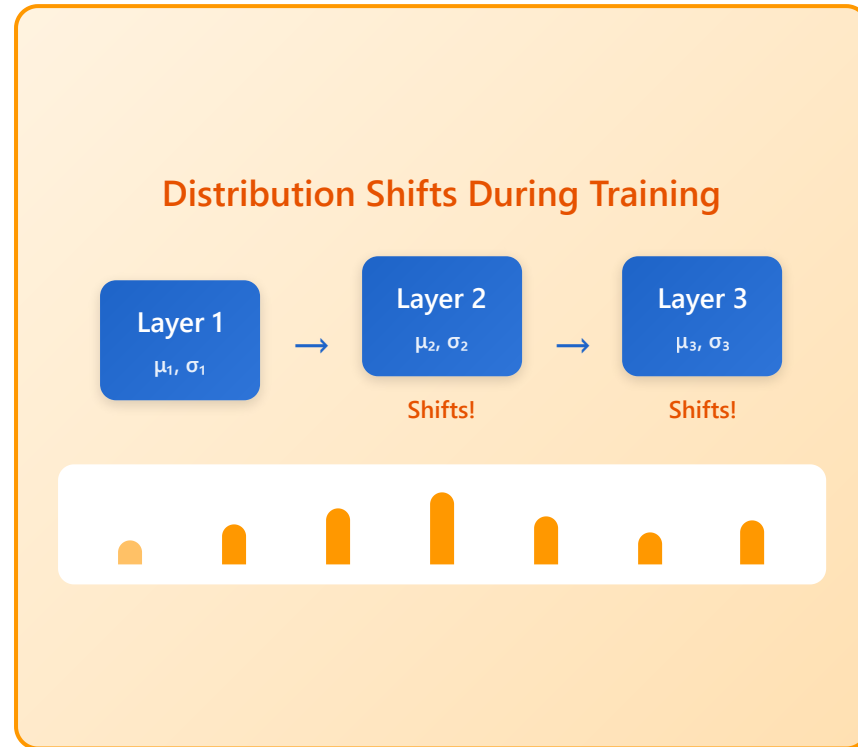 Distribution Shifts During Training
Layer 1
μ₁, σ₁
→
Layer 2
μ₂, σ₂
Shifts!
→
Layer 3
μ₃, σ₃
Shifts!